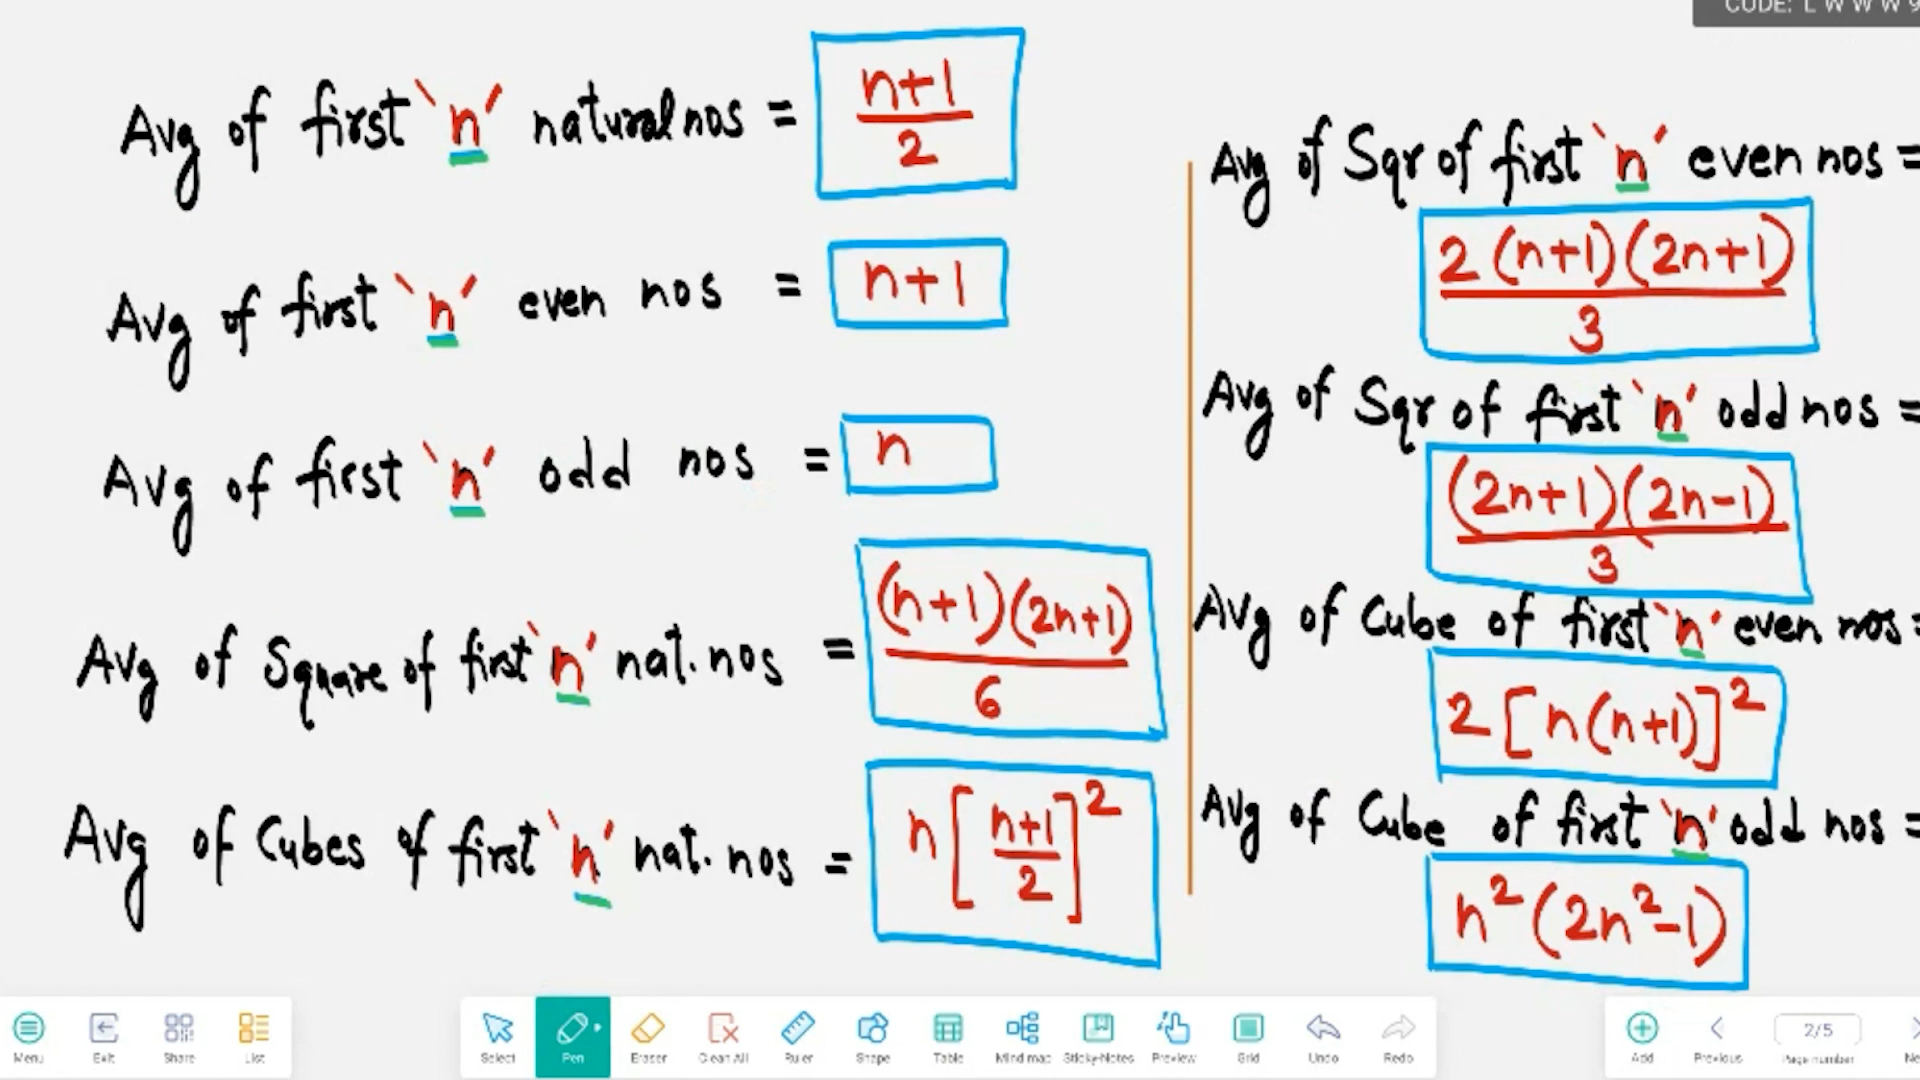 CODE: L W W W 9
Avg of first `n' natural nos = n+1/2
Avg of first `n' even nos = n+1
Avg of first `n' odd nos = n
Avg of Square of first `n' nat. nos = (n+1)(2n+1)/6
Avg of Cubes of first `n' nat. nos = n[n+1/2]²
Avg of Sqr of first `n' even nos =
2(n+1)(2n+1)/3
Avg of Sqr of first `n' odd nos =
(2n+1)(2n-1)/3
Avg of Cube of first `n' even nos =
2[n(n+1)]²
Avg of Cube of first `n' odd nos =
n²(2n²-1)
Menu Exit Share List Select Pen Eraser Clean All Ruler Shape Table Mind map Sticky-Notes Preview Grid Undo Redo Add Previous 2/5 Page number Ne